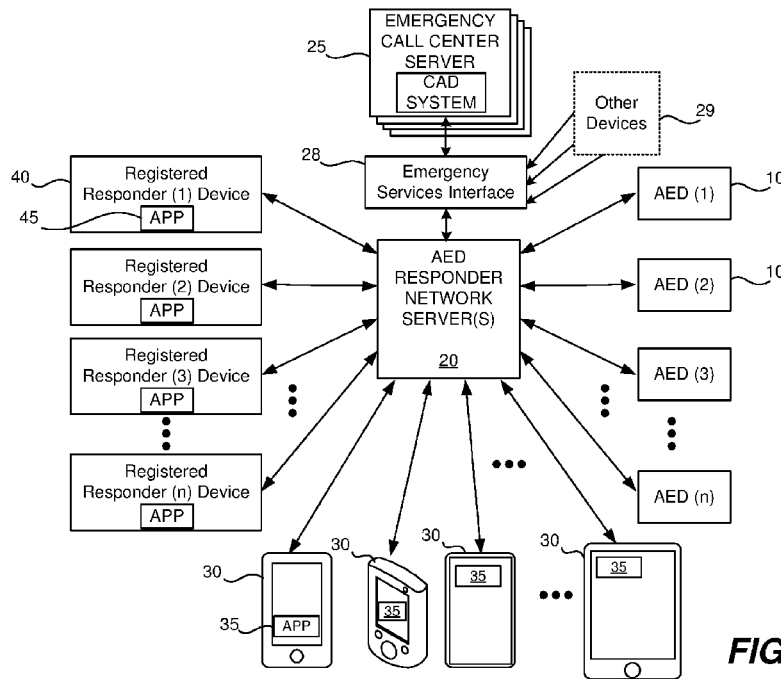 25
EMERGENCY
CALL CENTER
SERVER
CAD
SYSTEM
Other
Devices
29
28
Emergency
Services Interface
40
Registered
Responder (1) Device
45
APP
Registered
Responder (2) Device
APP
Registered
Responder (3) Device
APP
Registered
Responder (n) Device
APP
AED
RESPONDER
NETWORK
SERVER(S)
20
AED (1)
10
AED (2)
10
AED (3)
AED (n)
30
35
APP
30
35
30
35
30
35
FIG